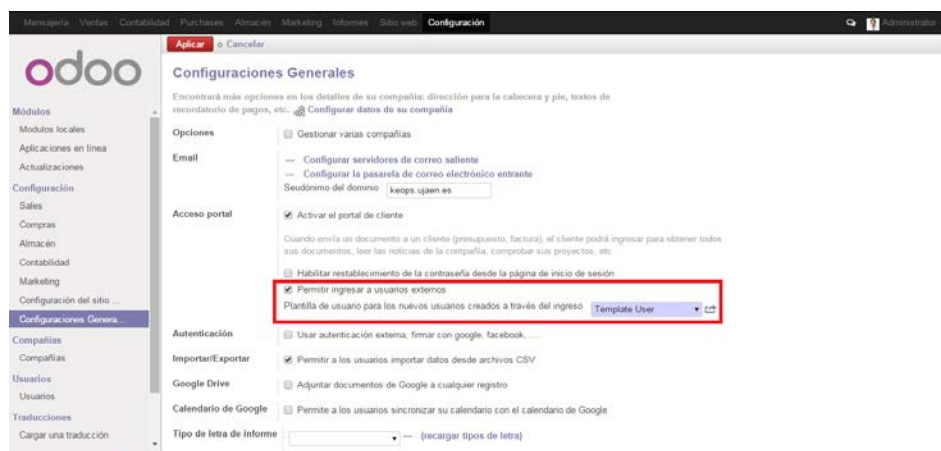 Mensajería Ventas Contabilidad Purchases Almacén Marketing Informes Sitio web Configuración Administrator
Aplicar o Cancelar
odoo
Configuraciones Generales
Encontrará más opciones en los detalles de su compañía: dirección para la cabecera y pie, textos de
recordatorio de pagos, etc. Configurar datos de su compañía
Módulos
Modulos locales
Aplicaciones en línea
Actualizaciones
Configuración
Sales
Compras
Almacén
Contabilidad
Marketing
Configuración del sitio ...
Configuraciones Genera...
Compañías
Compañías
Usuarios
Usuarios
Traducciones
Cargar una traducción
Opciones
Gestionar varias compañías
Email
— Configurar servidores de correo saliente
— Configurar la pasarela de correo electrónico entrante
Seudónimo del dominio keops.ujaen.es
Acceso portal
Activar el portal de cliente
Cuando envía un documento a un cliente (presupuesto, factura), el cliente podrá ingresar para obtener todos
sus documentos, leer las noticias de la compañía, comprobar sus proyectos, etc.
Habilitar restablecimiento de la contraseña desde la página de inicio de sesión
Permitir ingresar a usuarios externos
Plantilla de usuario para los nuevos usuarios creados a través del ingreso Template User
Autenticación
Usar autenticación externa, firmar con google, facebook, ...
Importar/Exportar
Permitir a los usuarios importar datos desde archivos CSV
Google Drive
Adjuntar documentos de Google a cualquier registro
Calendario de Google
Permite a los usuarios sincronizar su calendario con el calendario de Google
Tipo de letra de informe
— (recargar tipos de letra)